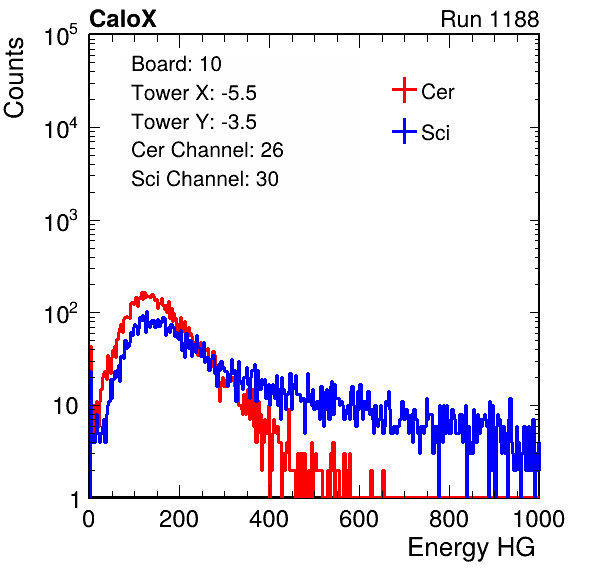 CaloX Run 1188
Counts
10^5
10^4
10^3
10^2
10
1
Board: 10
Tower X: -5.5
Tower Y: -3.5
Cer Channel: 26
Sci Channel: 30
Cer
Sci
0 200 400 600 800 1000
Energy HG